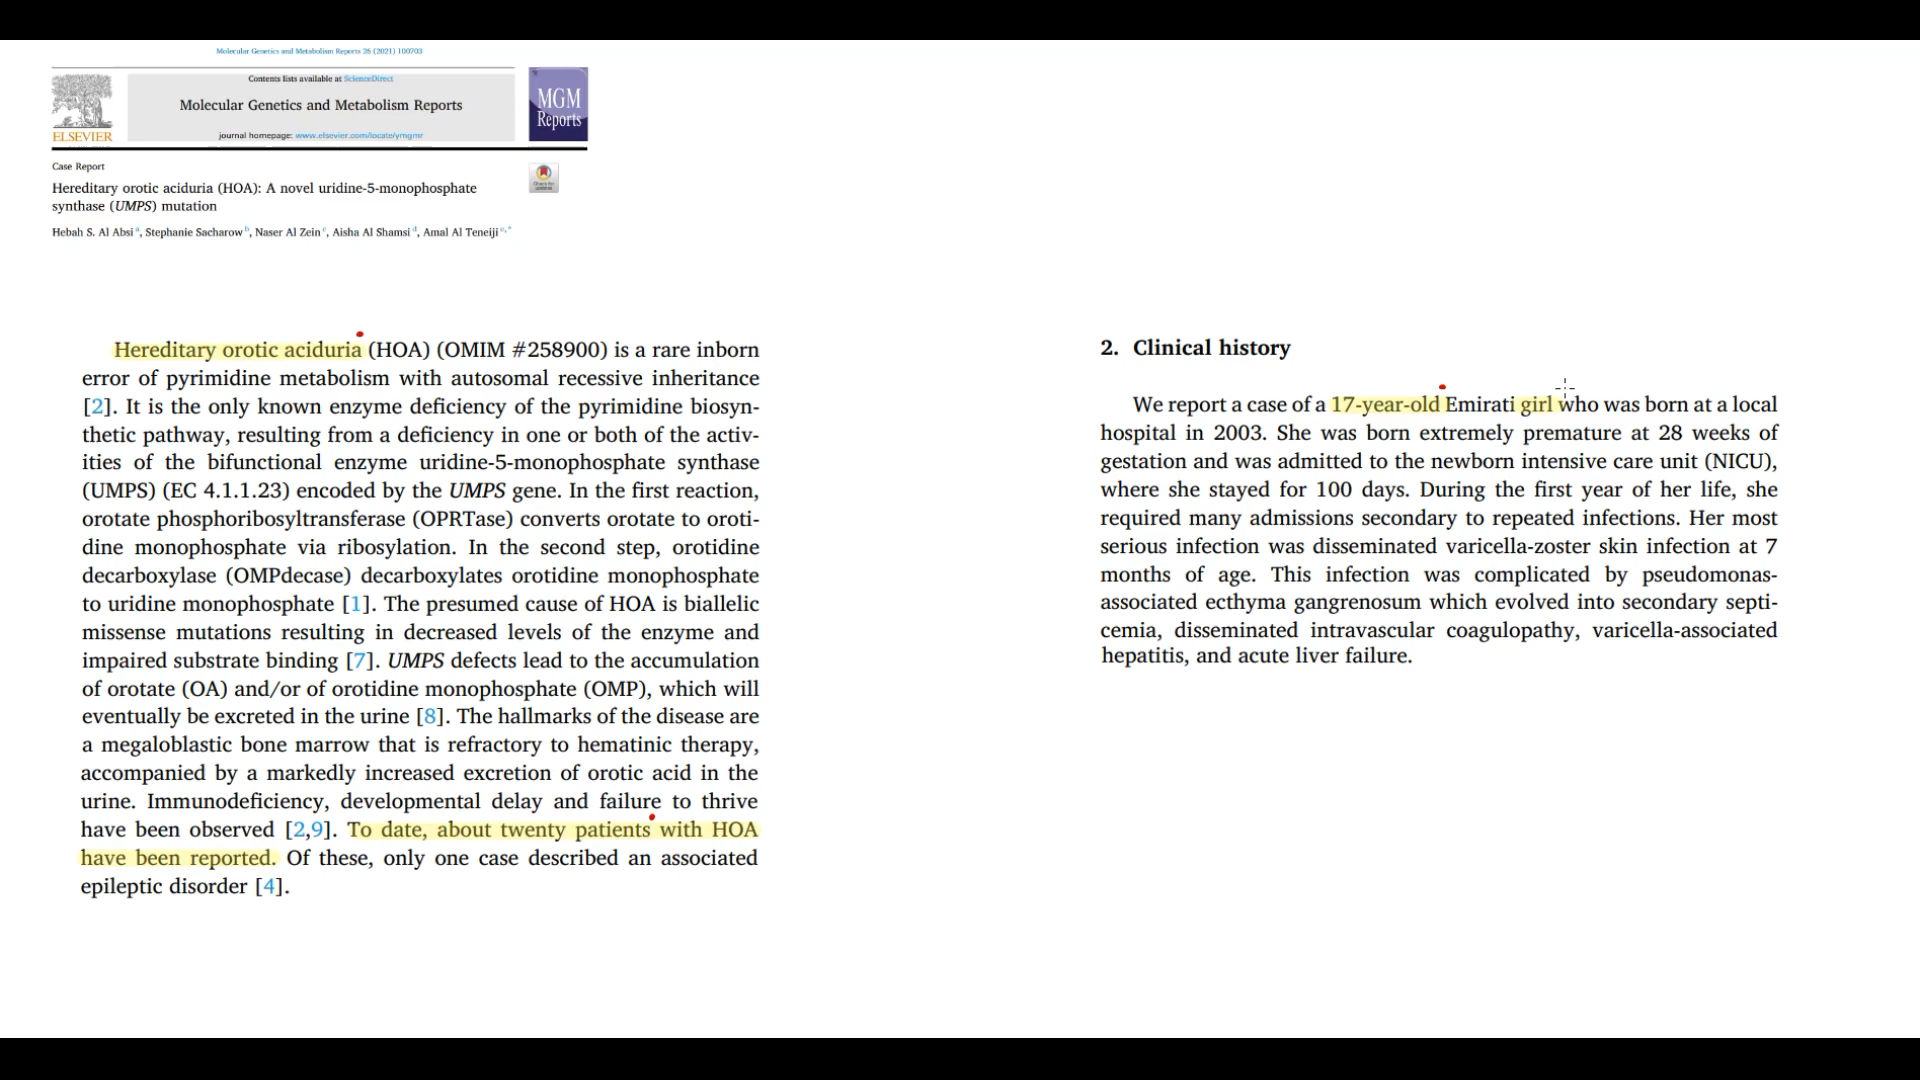 Molecular Genetics and Metabolism Reports 26 (2021) 100703
Contents lists available at ScienceDirect
Molecular Genetics and Metabolism Reports
journal homepage: www.elsevier.com/locate/ymgmr
ELSEVIER
MGM
Reports
Case Report
Hereditary orotic aciduria (HOA): A novel uridine-5-monophosphate
synthase (UMPS) mutation
Check for
updates
Hebah S. Al Absi a, Stephanie Sacharow b, Naser Al Zein c, Aisha Al Shamsi d, Amal Al Teneiji e,*
Hereditary orotic aciduria (HOA) (OMIM #258900) is a rare inborn
error of pyrimidine metabolism with autosomal recessive inheritance
[2]. It is the only known enzyme deficiency of the pyrimidine biosyn-
thetic pathway, resulting from a deficiency in one or both of the activ-
ities of the bifunctional enzyme uridine-5-monophosphate synthase
(UMPS) (EC 4.1.1.23) encoded by the UMPS gene. In the first reaction,
orotate phosphoribosyltransferase (OPRTase) converts orotate to oroti-
dine monophosphate via ribosylation. In the second step, orotidine
decarboxylase (OMPdecase) decarboxylates orotidine monophosphate
to uridine monophosphate [1]. The presumed cause of HOA is biallelic
missense mutations resulting in decreased levels of the enzyme and
impaired substrate binding [7]. UMPS defects lead to the accumulation
of orotate (OA) and/or of orotidine monophosphate (OMP), which will
eventually be excreted in the urine [8]. The hallmarks of the disease are
a megaloblastic bone marrow that is refractory to hematinic therapy,
accompanied by a markedly increased excretion of orotic acid in the
urine. Immunodeficiency, developmental delay and failure to thrive
have been observed [2,9]. To date, about twenty patients with HOA
have been reported. Of these, only one case described an associated
epileptic disorder [4].
2. Clinical history
We report a case of a 17-year-old Emirati girl who was born at a local
hospital in 2003. She was born extremely premature at 28 weeks of
gestation and was admitted to the newborn intensive care unit (NICU),
where she stayed for 100 days. During the first year of her life, she
required many admissions secondary to repeated infections. Her most
serious infection was disseminated varicella-zoster skin infection at 7
months of age. This infection was complicated by pseudomonas-
associated ecthyma gangrenosum which evolved into secondary septi-
cemia, disseminated intravascular coagulopathy, varicella-associated
hepatitis, and acute liver failure.